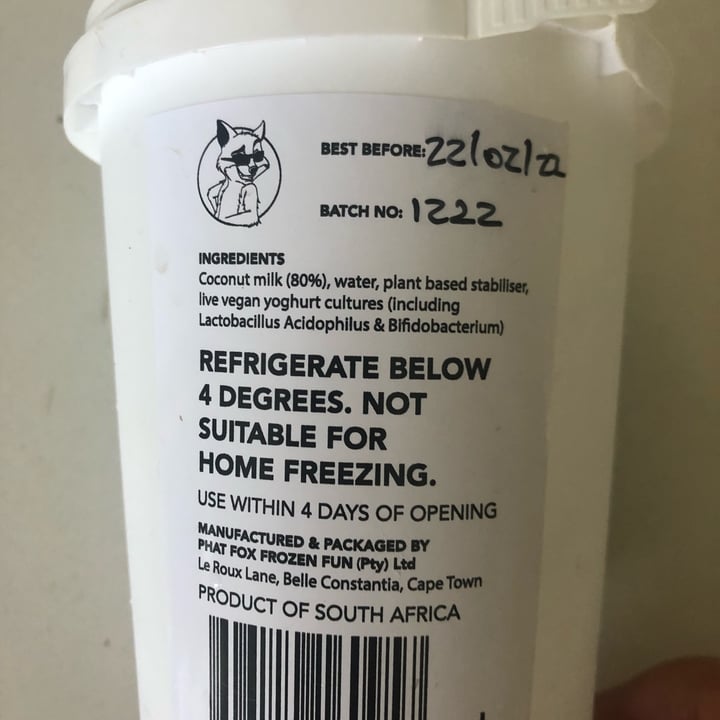 BEST BEFORE: 22/02/22
BATCH NO: 1222
INGREDIENTS
Coconut milk (80%), water, plant based stabiliser,
live vegan yoghurt cultures (including
Lactobacillus Acidophilus & Bifidobacterium)
REFRIGERATE BELOW
4 DEGREES. NOT
SUITABLE FOR
HOME FREEZING.
USE WITHIN 4 DAYS OF OPENING
MANUFACTURED & PACKAGED BY
PHAT FOX FROZEN FUN (Pty) Ltd
Le Roux Lane, Belle Constantia, Cape Town
PRODUCT OF SOUTH AFRICA